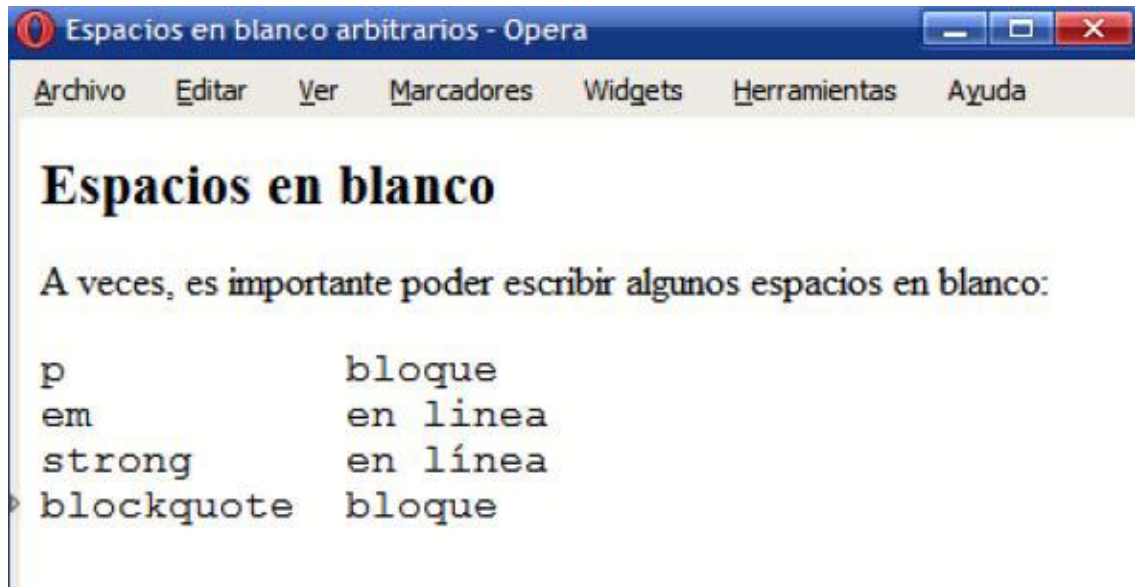 Espacios en blanco arbitrarios - Opera
Archivo Editar Ver Marcadores Widgets Herramientas Ayuda
Espacios en blanco
A veces, es importante poder escribir algunos espacios en blanco:
p bloque
em en linea
strong en línea
blockquote bloque